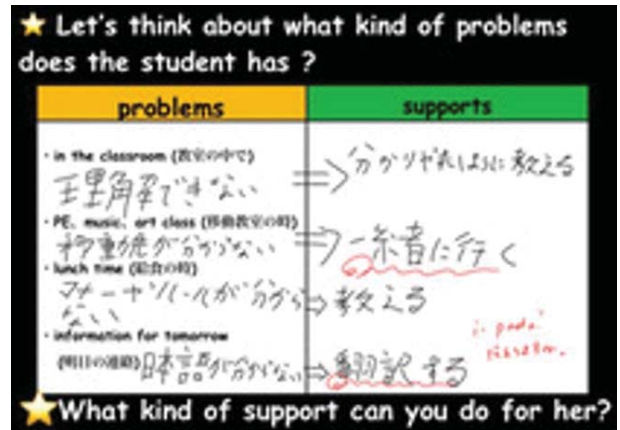 Let's think about what kind of problems
does the student has ?
problems
supports
・in the classroom (教室の中で)
理解できない
⇒分かりやすいように教える
・PE, music, art class (移動教室の時)
移動先が分からない
⇒一緒に行く
・lunch time (給食の時)
マナーやルールが分から
ない
⇒教える
・information for tomorrow
(明日の連絡)日本語が分からない
⇒翻訳する
What kind of support can you do for her?